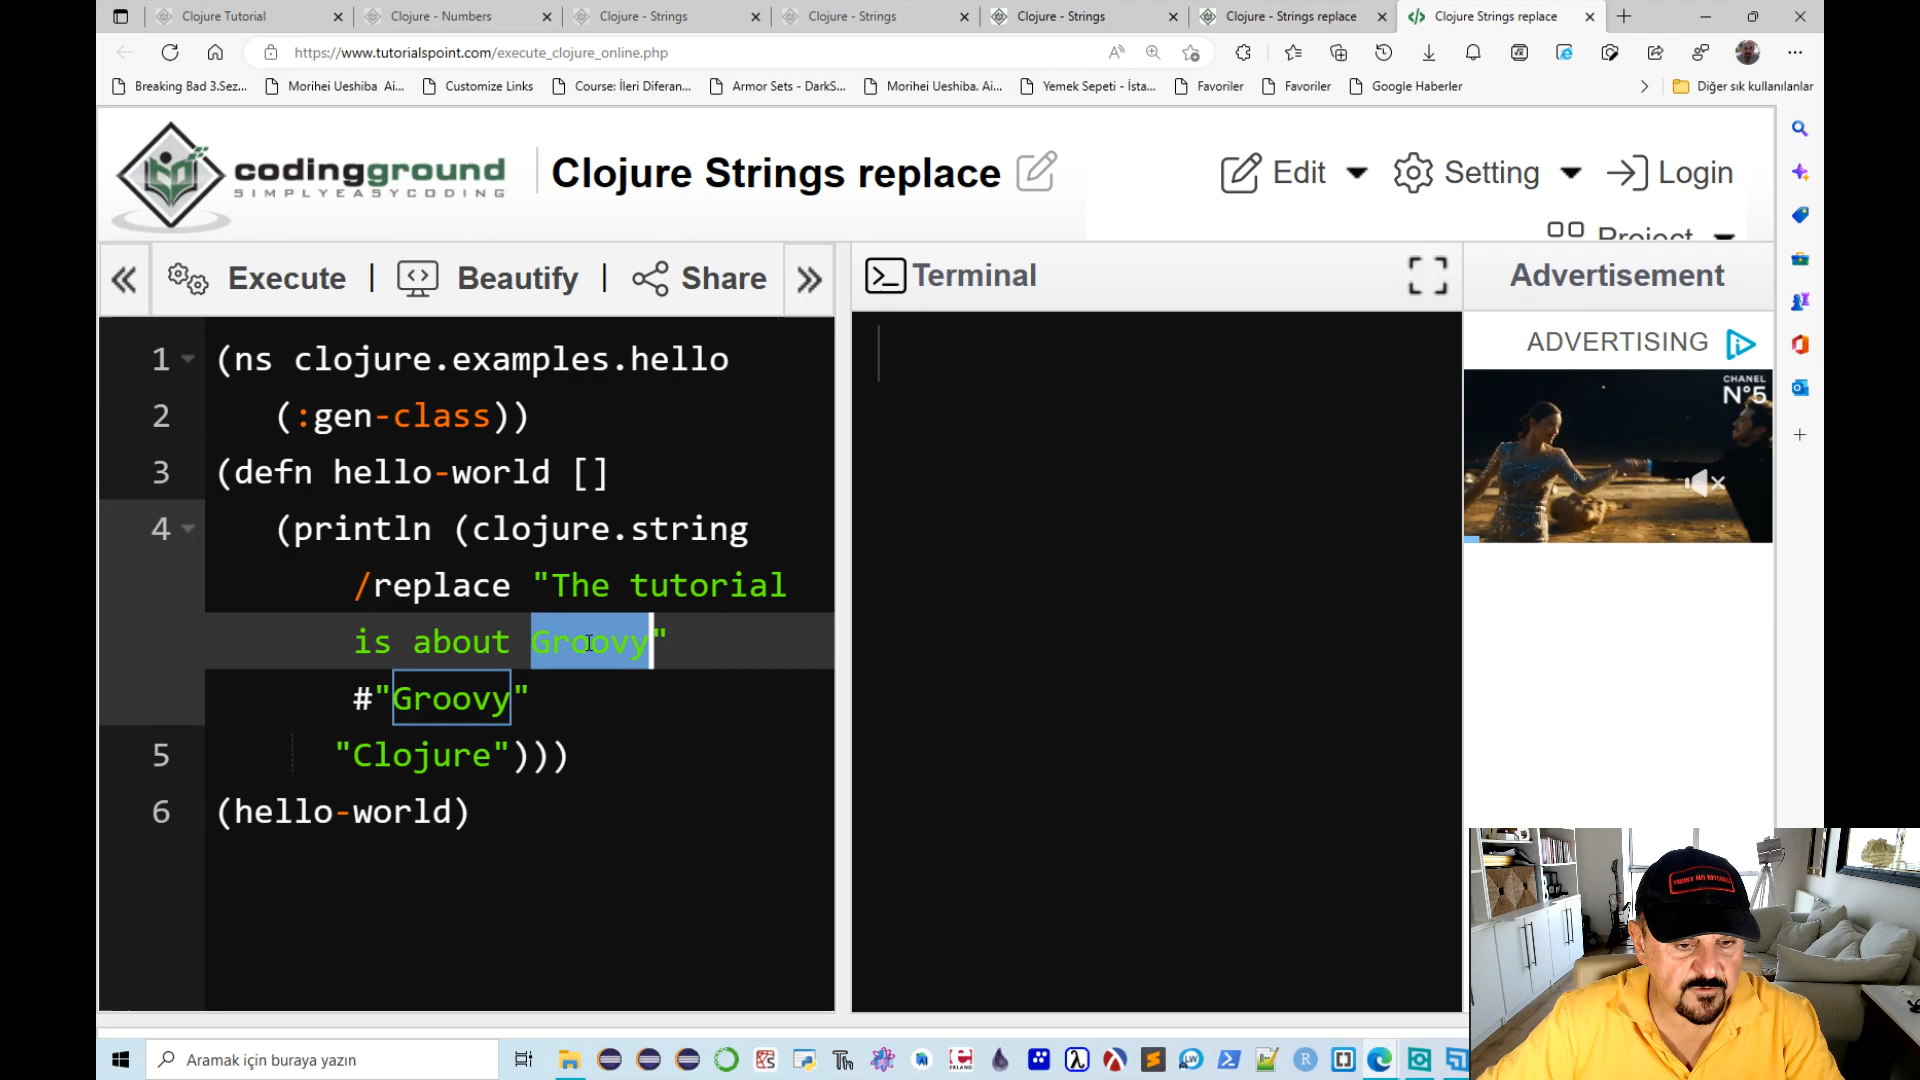 Clojure Tutorial
Clojure - Numbers
Clojure - Strings
Clojure - Strings
Clojure - Strings
Clojure - Strings replace
Clojure Strings replace
https://www.tutorialspoint.com/execute_clojure_online.php
Breaking Bad 3.Sez...
Morihei Ueshiba Ai...
Customize Links
Course: İleri Diferan...
Armor Sets - DarkS...
Morihei Ueshiba. Ai...
Yemek Sepeti - İsta...
Favoriler
Favoriler
Google Haberler
Diğer sık kullanılanlar
codingground
SIMPLYEASYCODING
Clojure Strings replace
Edit
Setting
Login
Project
Execute | Beautify | Share
Terminal
Advertisement
1 (ns clojure.examples.hello
2 (:gen-class))
3 (defn hello-world []
4 (println (clojure.string
/replace "The tutorial
is about Groovy"
#"Groovy"
5 "Clojure")))
6 (hello-world)
ADVERTISING
CHANEL
N°5
Aramak için buraya yazın